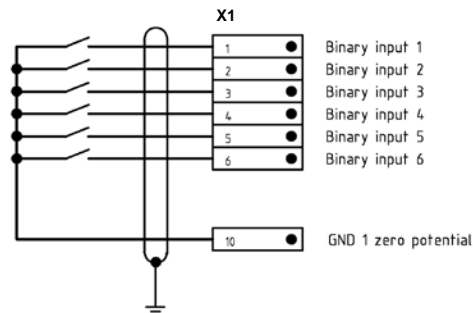 X1
1 Binary input 1
2 Binary input 2
3 Binary input 3
4 Binary input 4
5 Binary input 5
6 Binary input 6
10 GND 1 zero potential